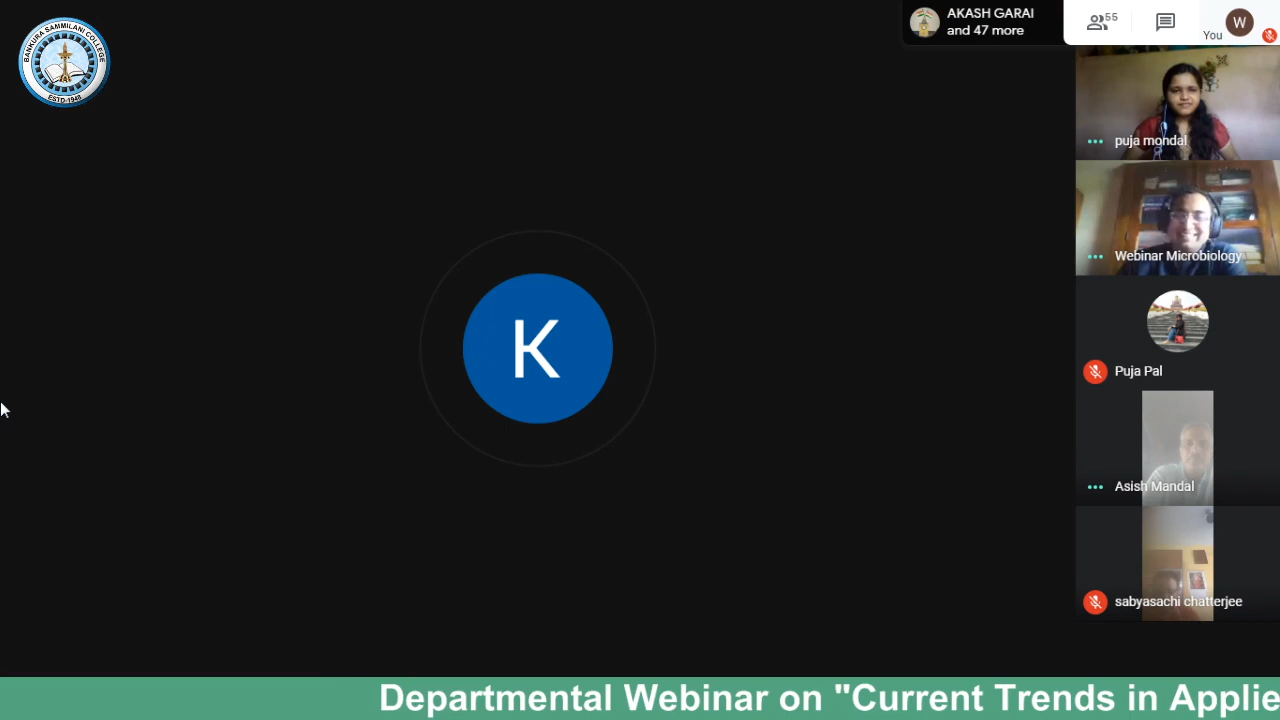 BANKURA SAMMILANI COLLEGE
ESTD-1948
AKASH GARAI
and 47 more
55
You
W
puja mondal
Webinar Microbiology
K
Puja Pal
Asish Mandal
sabyasachi chatterjee
Departmental Webinar on "Current Trends in Applie